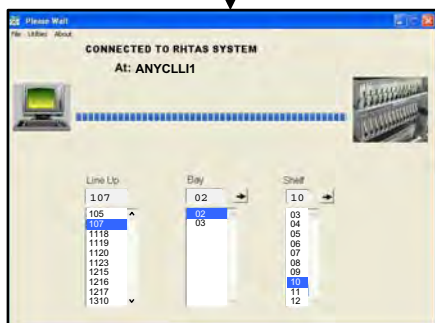 Please Wait
File Utilities About
CONNECTED TO RHTAS SYSTEM
At: ANYCLLI1
Line Up Bay Shelf
107 02 10
105 02 03
107 03 04
1118 05
1119 06
1120 07
1123 08
1215 09
1216 10
1217 11
1310 12